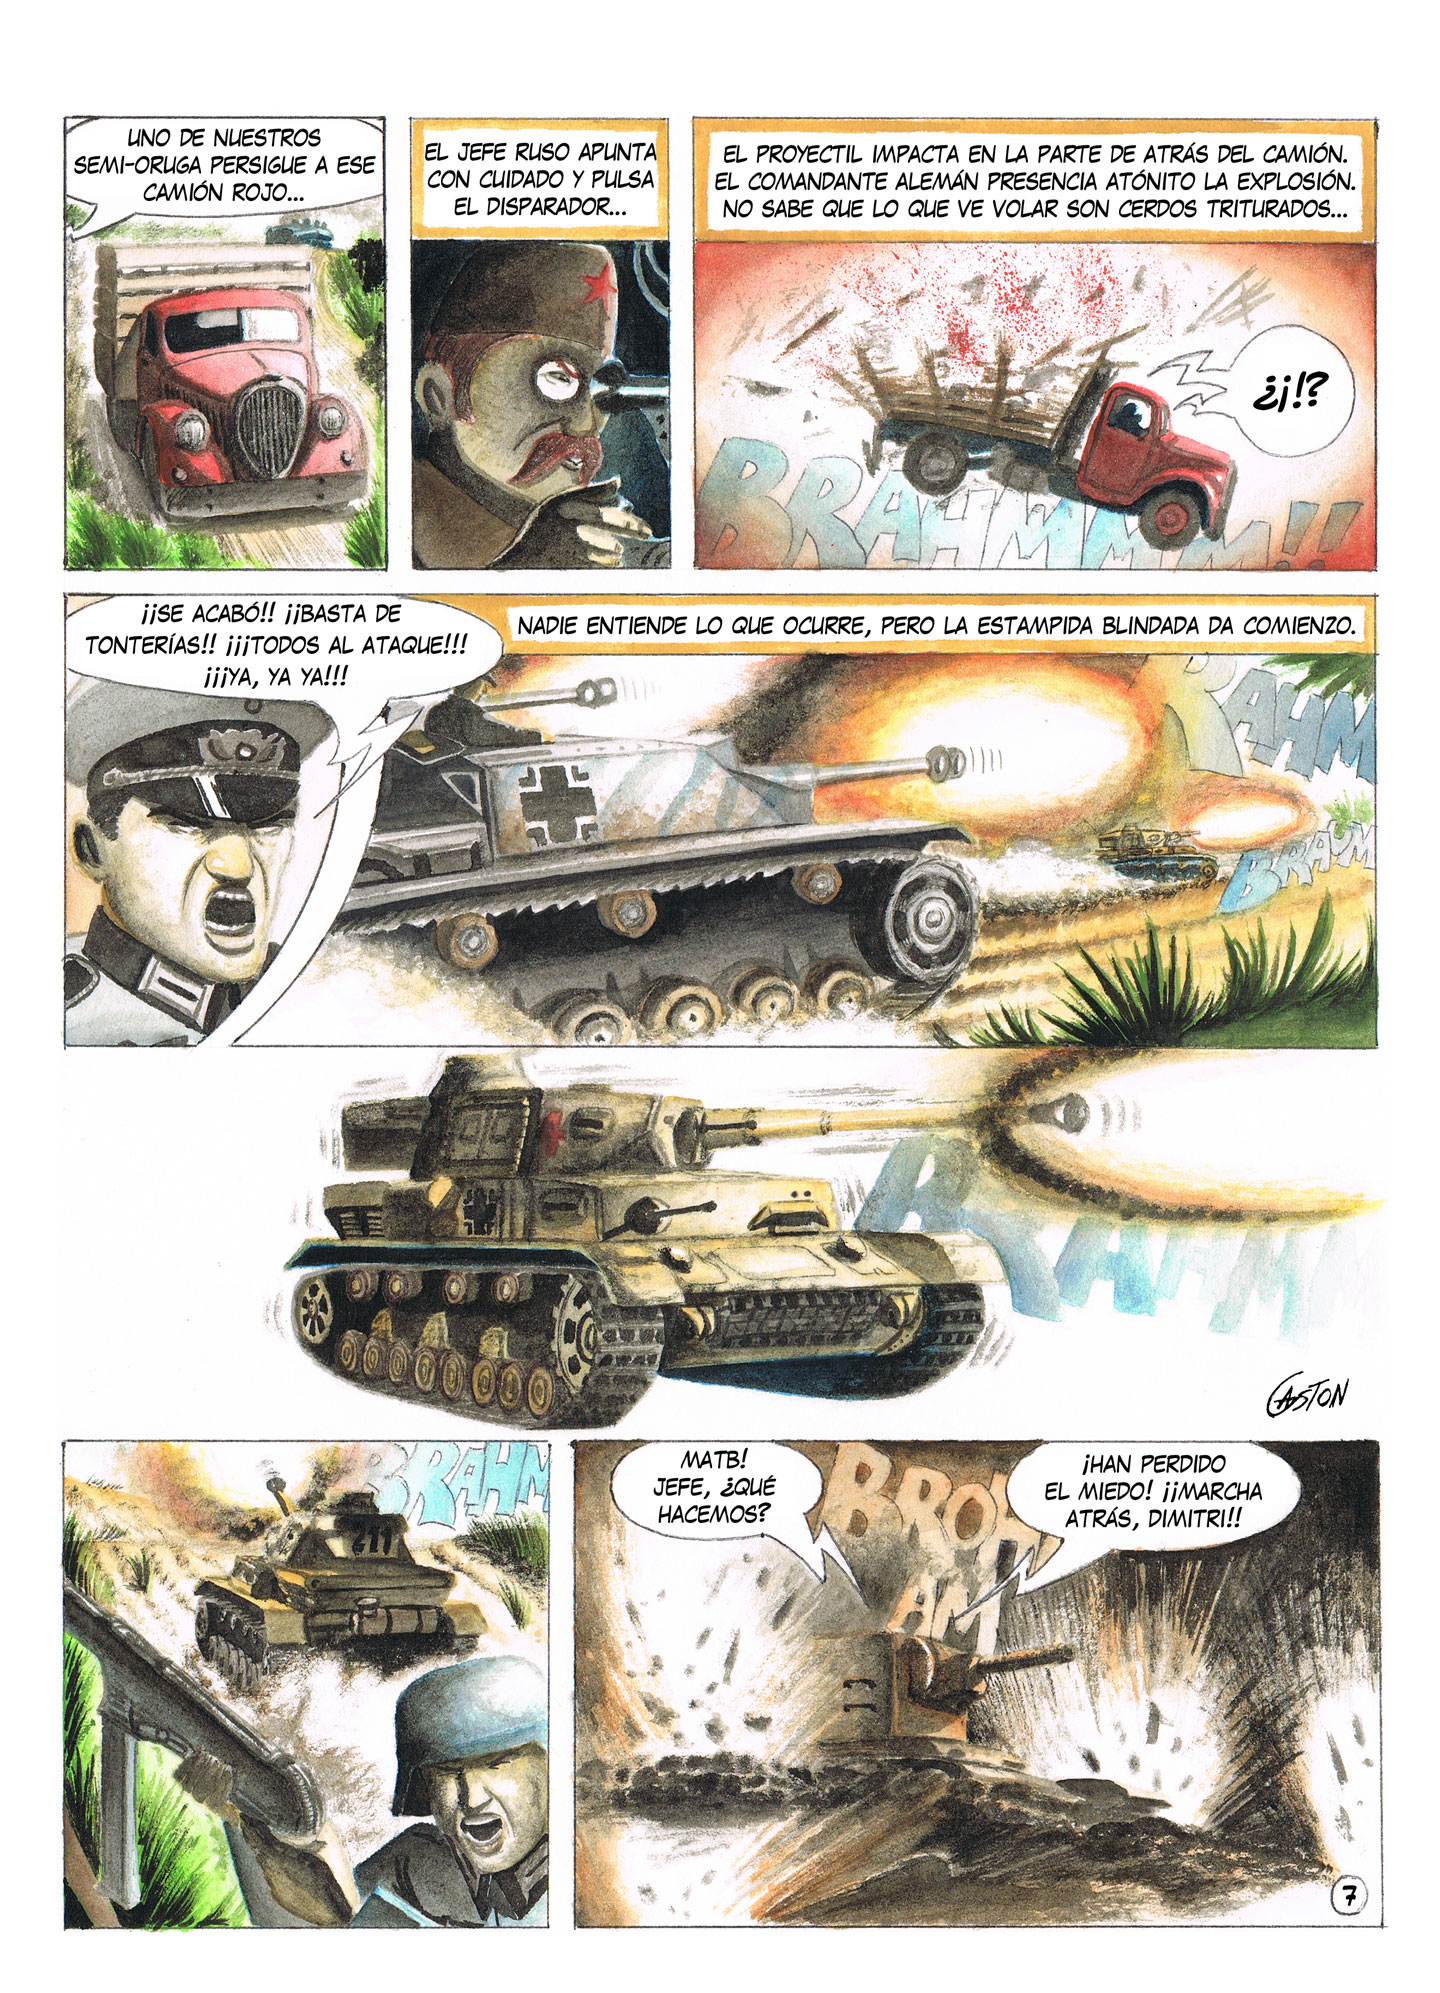 UNO DE NUESTROS
SEMI-ORUGA PERSIGUE A ESE
CAMIÓN ROJO...
EL JEFE RUSO APUNTA
CON CUIDADO Y PULSA
EL DISPARADOR...
EL PROYECTIL IMPACTA EN LA PARTE DE ATRÁS DEL CAMIÓN.
EL COMANDANTE ALEMÁN PRESENCIA ATÓNITO LA EXPLOSIÓN.
NO SABE QUE LO QUE VE VOLAR SON CERDOS TRITURADOS...
¿¡!?
BRAHMMMM!!
¡¡SE ACABÓ!! ¡¡BASTA DE
TONTERÍAS!! ¡¡¡TODOS AL ATAQUE!!!
¡¡¡YA, YA YA!!!
NADIE ENTIENDE LO QUE OCURRE, PERO LA ESTAMPIDA BLINDADA DA COMIENZO.
BRAHM
BRAOM
BRAHMM
GASTON
BRAHM
211
MATB!
JEFE, ¿QUÉ
HACEMOS?
¡HAN PERDIDO
EL MIEDO! ¡¡MARCHA
ATRÁS, DIMITRI!!
7